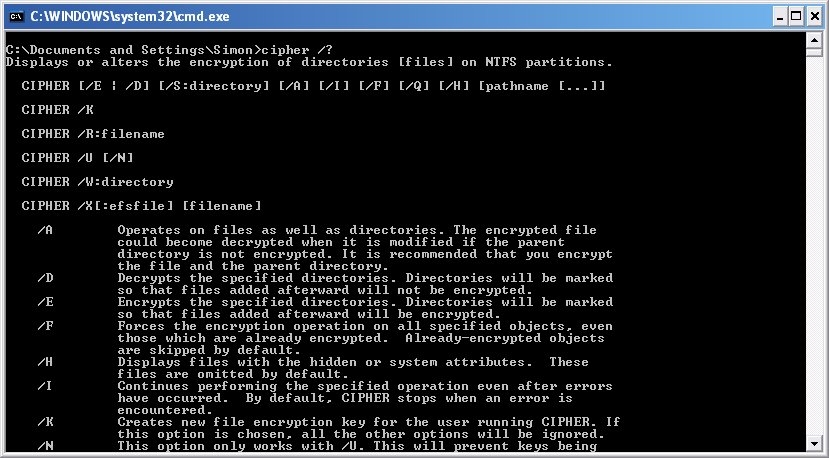 C:\WINDOWS\system32\cmd.exe
C:\Documents and Settings\Simon>cipher /?
Displays or alters the encryption of directories [files] on NTFS partitions.
CIPHER [/E | /D] [/S:directory] [/A] [/I] [/F] [/Q] [/H] [pathname [...]]
CIPHER /K
CIPHER /R:filename
CIPHER /U [/N]
CIPHER /W:directory
CIPHER /X[:efsfile] [filename]
/A Operates on files as well as directories. The encrypted file
could become decrypted when it is modified if the parent
directory is not encrypted. It is recommended that you encrypt
the file and the parent directory.
/D Decrypts the specified directories. Directories will be marked
so that files added afterward will not be encrypted.
/E Encrypts the specified directories. Directories will be marked
so that files added afterward will be encrypted.
/F Forces the encryption operation on all specified objects, even
those which are already encrypted.  Already-encrypted objects
are skipped by default.
/H Displays files with the hidden or system attributes.  These
files are omitted by default.
/I Continues performing the specified operation even after errors
have occurred.  By default, CIPHER stops when an error is
encountered.
/K Creates new file encryption key for the user running CIPHER. If
this option is chosen, all the other options will be ignored.
/N This option only works with /U. This will prevent keys being